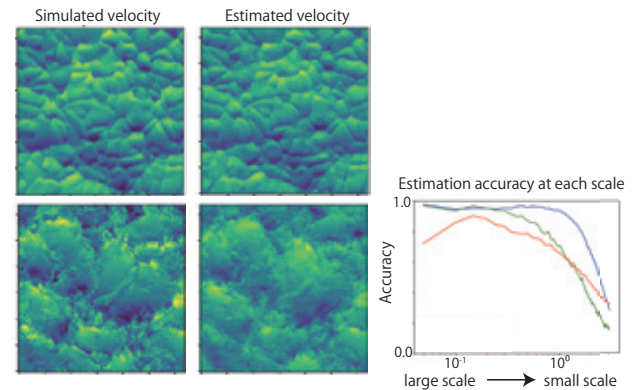 Simulated velocity
Estimated velocity
Estimation accuracy at each scale
1.0
Accuracy
0.0
10⁻¹
10⁰
large scale
small scale